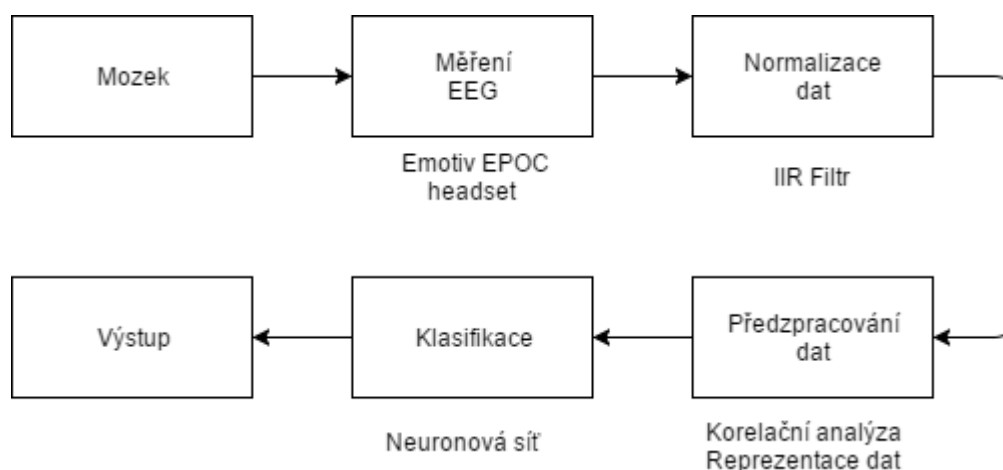 Mozek
Měření
EEG
Normalizace
dat
Emotiv EPOC
headset
IIR Filtr
Výstup
Klasifikace
Předzpracování
dat
Neuronová síť
Korelační analýza
Reprezentace dat